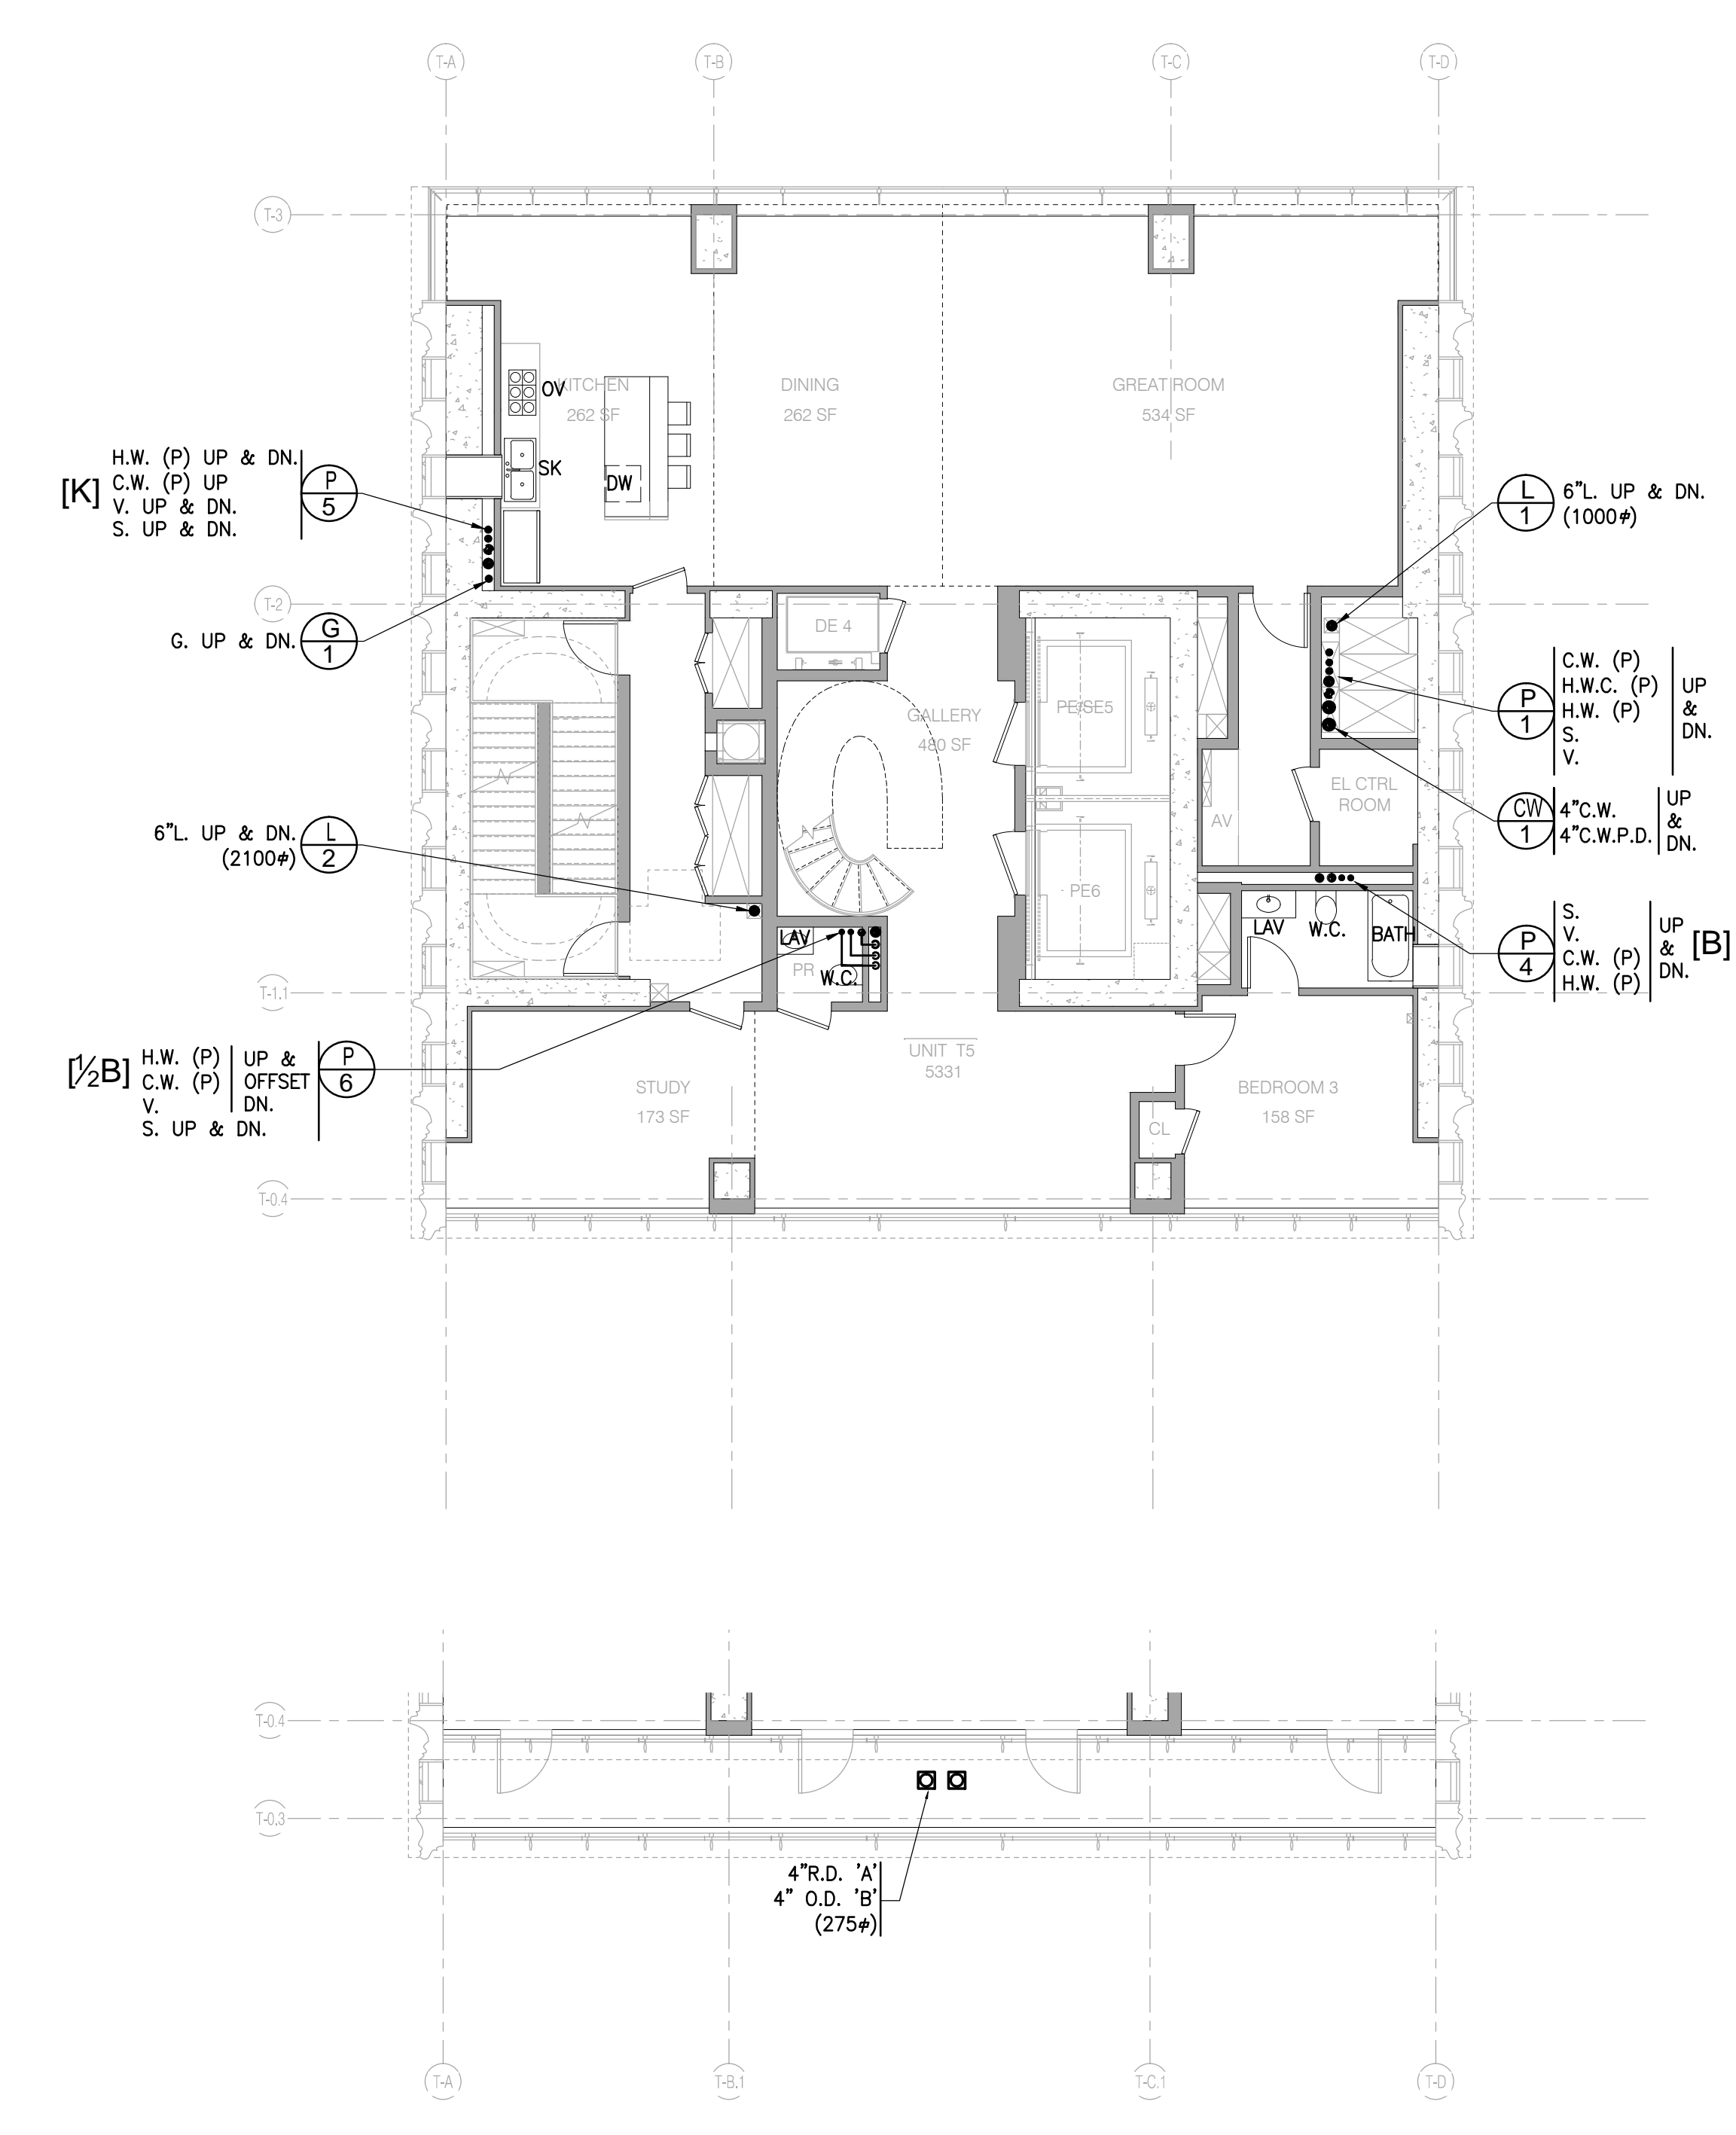 T-A
T-B
T-C
T-D
T-3
OV
KITCHEN
262 SF
DINING
262 SF
GREAT ROOM
534 SF
SK
DW
[K]
H.W. (P) UP & DN.
C.W. (P) UP
V. UP & DN.
S. UP & DN.
P
5
L
1
6"L. UP & DN.
(1000#)
T-2
G. UP & DN.
G
1
DE 4
GALLERY
480 SF
PE/SE5
P
1
C.W. (P)
H.W.C. (P)
H.W. (P)
S.
V.
UP
&
DN.
EL CTRL
ROOM
AV
CW
1
4"C.W.
4"C.W.P.D.
UP
&
DN.
6"L. UP & DN.
(2100#)
L
2
PE6
LAV
PR
W.C.
LAV
W.C.
BATH
P
4
S.
V.
C.W. (P)
H.W. (P)
UP
&
DN.
[B]
T-1.1
[½B]
H.W. (P)
C.W. (P)
V.
UP &
OFFSET
DN.
S. UP & DN.
P
6
UNIT T5
5331
STUDY
173 SF
BEDROOM 3
158 SF
CL
T-0.4
T-0.4
T-0.3
4"R.D. 'A'
4" O.D. 'B'
(275#)
T-A
T-B.1
T-C.1
T-D